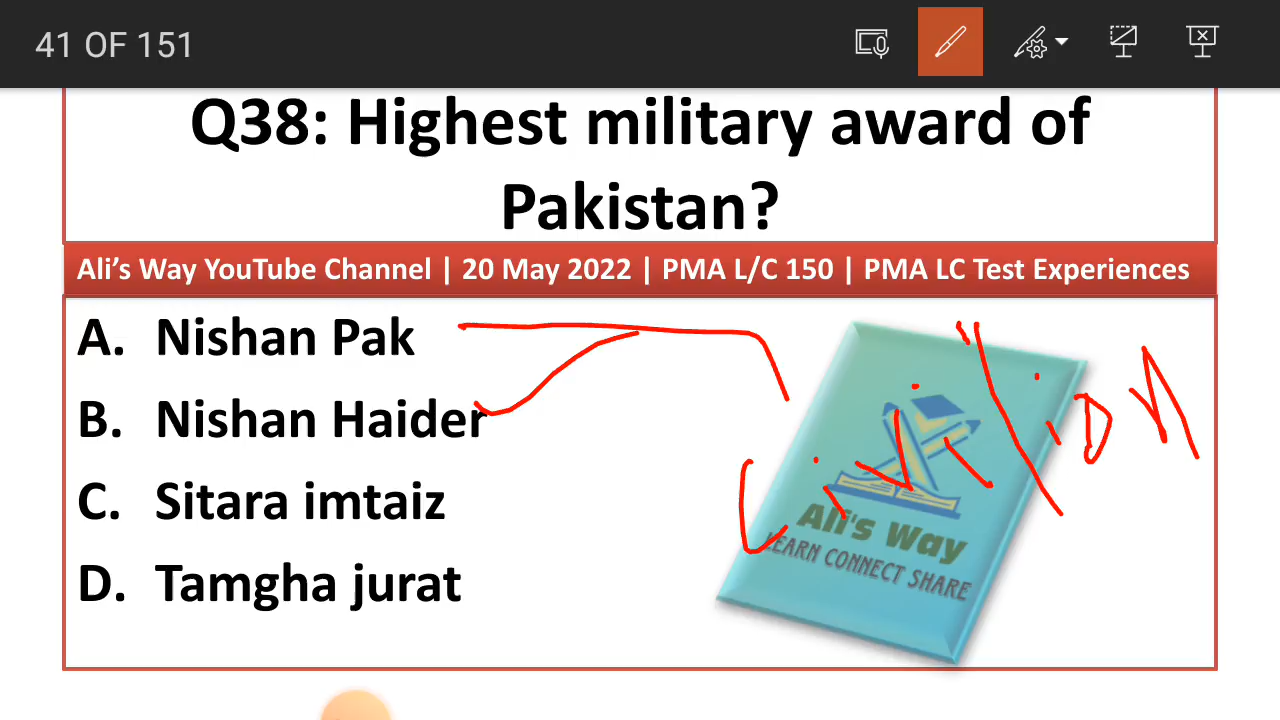 41 OF 151
Q38: Highest military award of
Pakistan?
Ali's Way YouTube Channel | 20 May 2022 | PMA L/C 150 | PMA LC Test Experiences
A. Nishan Pak
B. Nishan Haider
C. Sitara imtaiz
D. Tamgha jurat
Civilion
Ali's Way
LEARN CONNECT SHARE